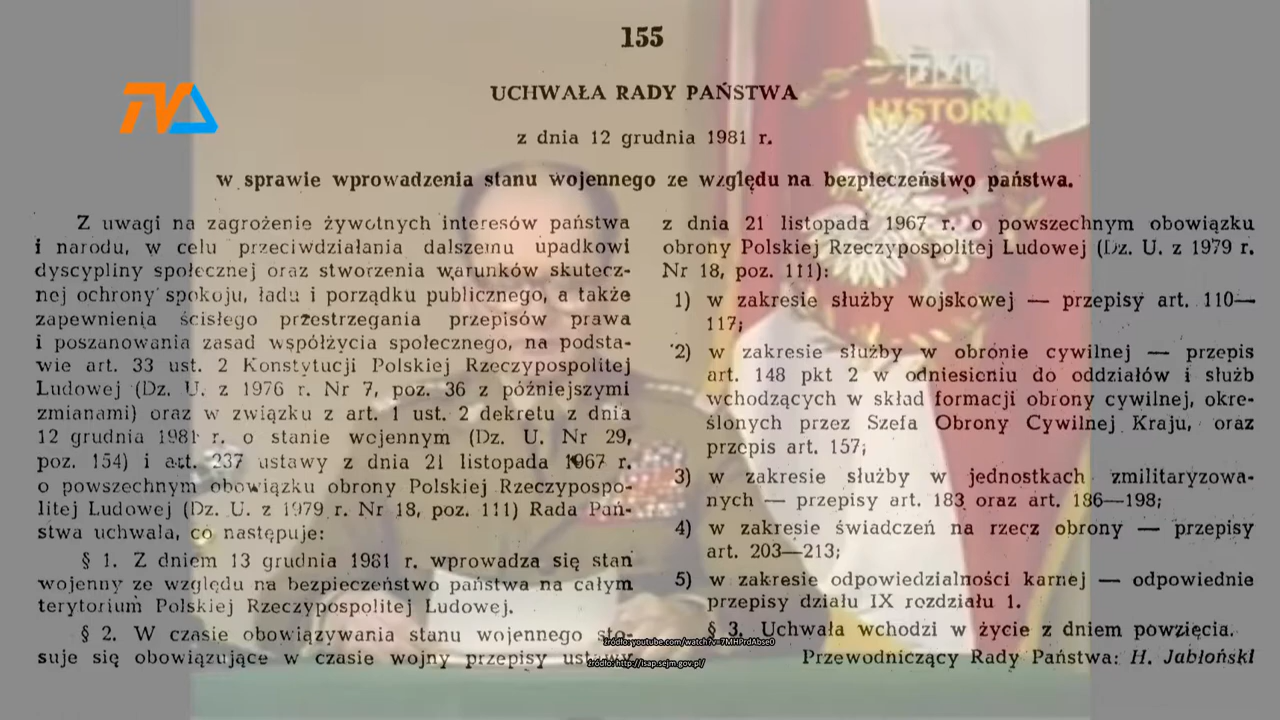 155
UCHWAŁA RADY PAŃSTWA
z dnia 12 grudnia 1981 r.
w sprawie wprowadzenia stanu wojennego ze względu na bezpieczeństwo państwa.
TVA
TVP
HISTORIA
Z uwagi na zagrożenie żywotnych interesów państwa
i narodu, w celu przeciwdziałania dalszemu upadkowi
dyscypliny społecznej oraz stworzenia warunków skutecz-
nej ochrony spokoju, ładu i porządku publicznego, a także
zapewnienia ścisłego przestrzegania przepisów prawa
i poszanowania zasad współżycia społecznego, na podsta-
wie art. 33 ust. 2 Konstytucji Polskiej Rzeczypospolitej
Ludowej (Dz. U. z 1976 r. Nr 7, poz. 36 z późniejszymi
zmianami) oraz w związku z art. 1 ust. 2 dekretu z dnia
12 grudnia 1981 r. o stanie wojennym (Dz. U. Nr 29,
poz. 154) i art. 237 ustawy z dnia 21 listopada 1967 r.
o powszechnym obowiązku obrony Polskiej Rzeczypospo-
litej Ludowej (Dz. U. z 1979 r. Nr 18, poz. 111) Rada Pań-
stwa uchwala, co następuje:
§ 1. Z dniem 13 grudnia 1981 r. wprowadza się stan
wojenny ze względu na bezpieczeństwo państwa na całym
terytorium Polskiej Rzeczypospolitej Ludowej.
§ 2. W czasie obowiązywania stanu wojennego sto-
suje się obowiązujące w czasie wojny przepisy ustawy
z dnia 21 listopada 1967 r. o powszechnym obowiązku
obrony Polskiej Rzeczypospolitej Ludowej (Dz. U. z 1979 r.
Nr 18, poz. 111):
1) w zakresie służby wojskowej — przepisy art. 110—
117;
2) w zakresie służby w obronie cywilnej — przepis
art. 148 pkt 2 w odniesieniu do oddziałów i służb
wchodzących w skład formacji obrony cywilnej, okre-
ślonych przez Szefa Obrony Cywilnej Kraju, oraz
przepis art. 157;
3) w zakresie służby w jednostkach zmilitaryzowa-
nych — przepisy art. 183 oraz art. 186—198;
4) w zakresie świadczeń na rzecz obrony — przepisy
art. 203—213;
5) w zakresie odpowiedzialności karnej — odpowiednie
przepisy działu IX rozdziału 1.
§ 3. Uchwała wchodzi w życie z dniem powzięcia.
Przewodniczący Rady Państwa: H. Jabłoński
źródło: youtube.com/watch?v=7MHPrdAbse0
źródło: http://isap.sejm.gov.pl/